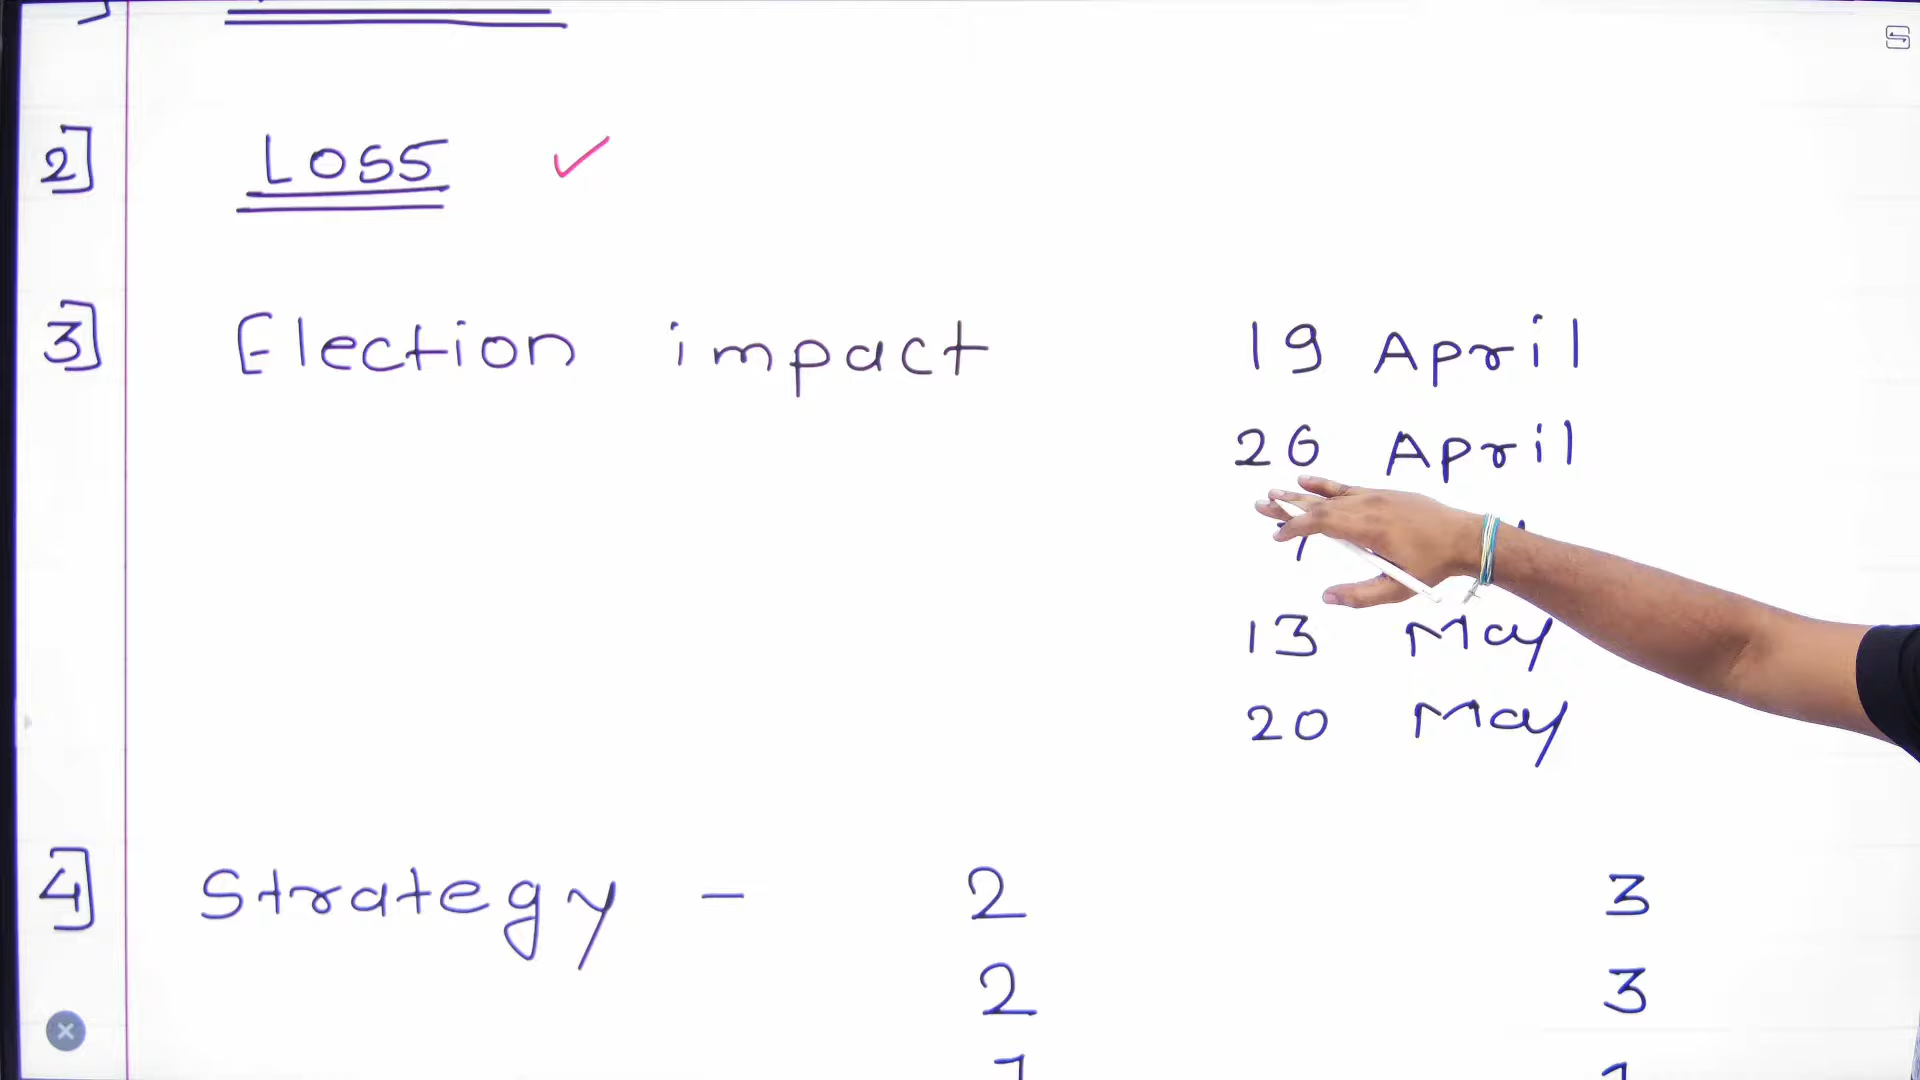 2] Loss ✓
3] Election impact 19 April
26 April
7
13 May
20 May
4] Strategy - 2 3
2 3